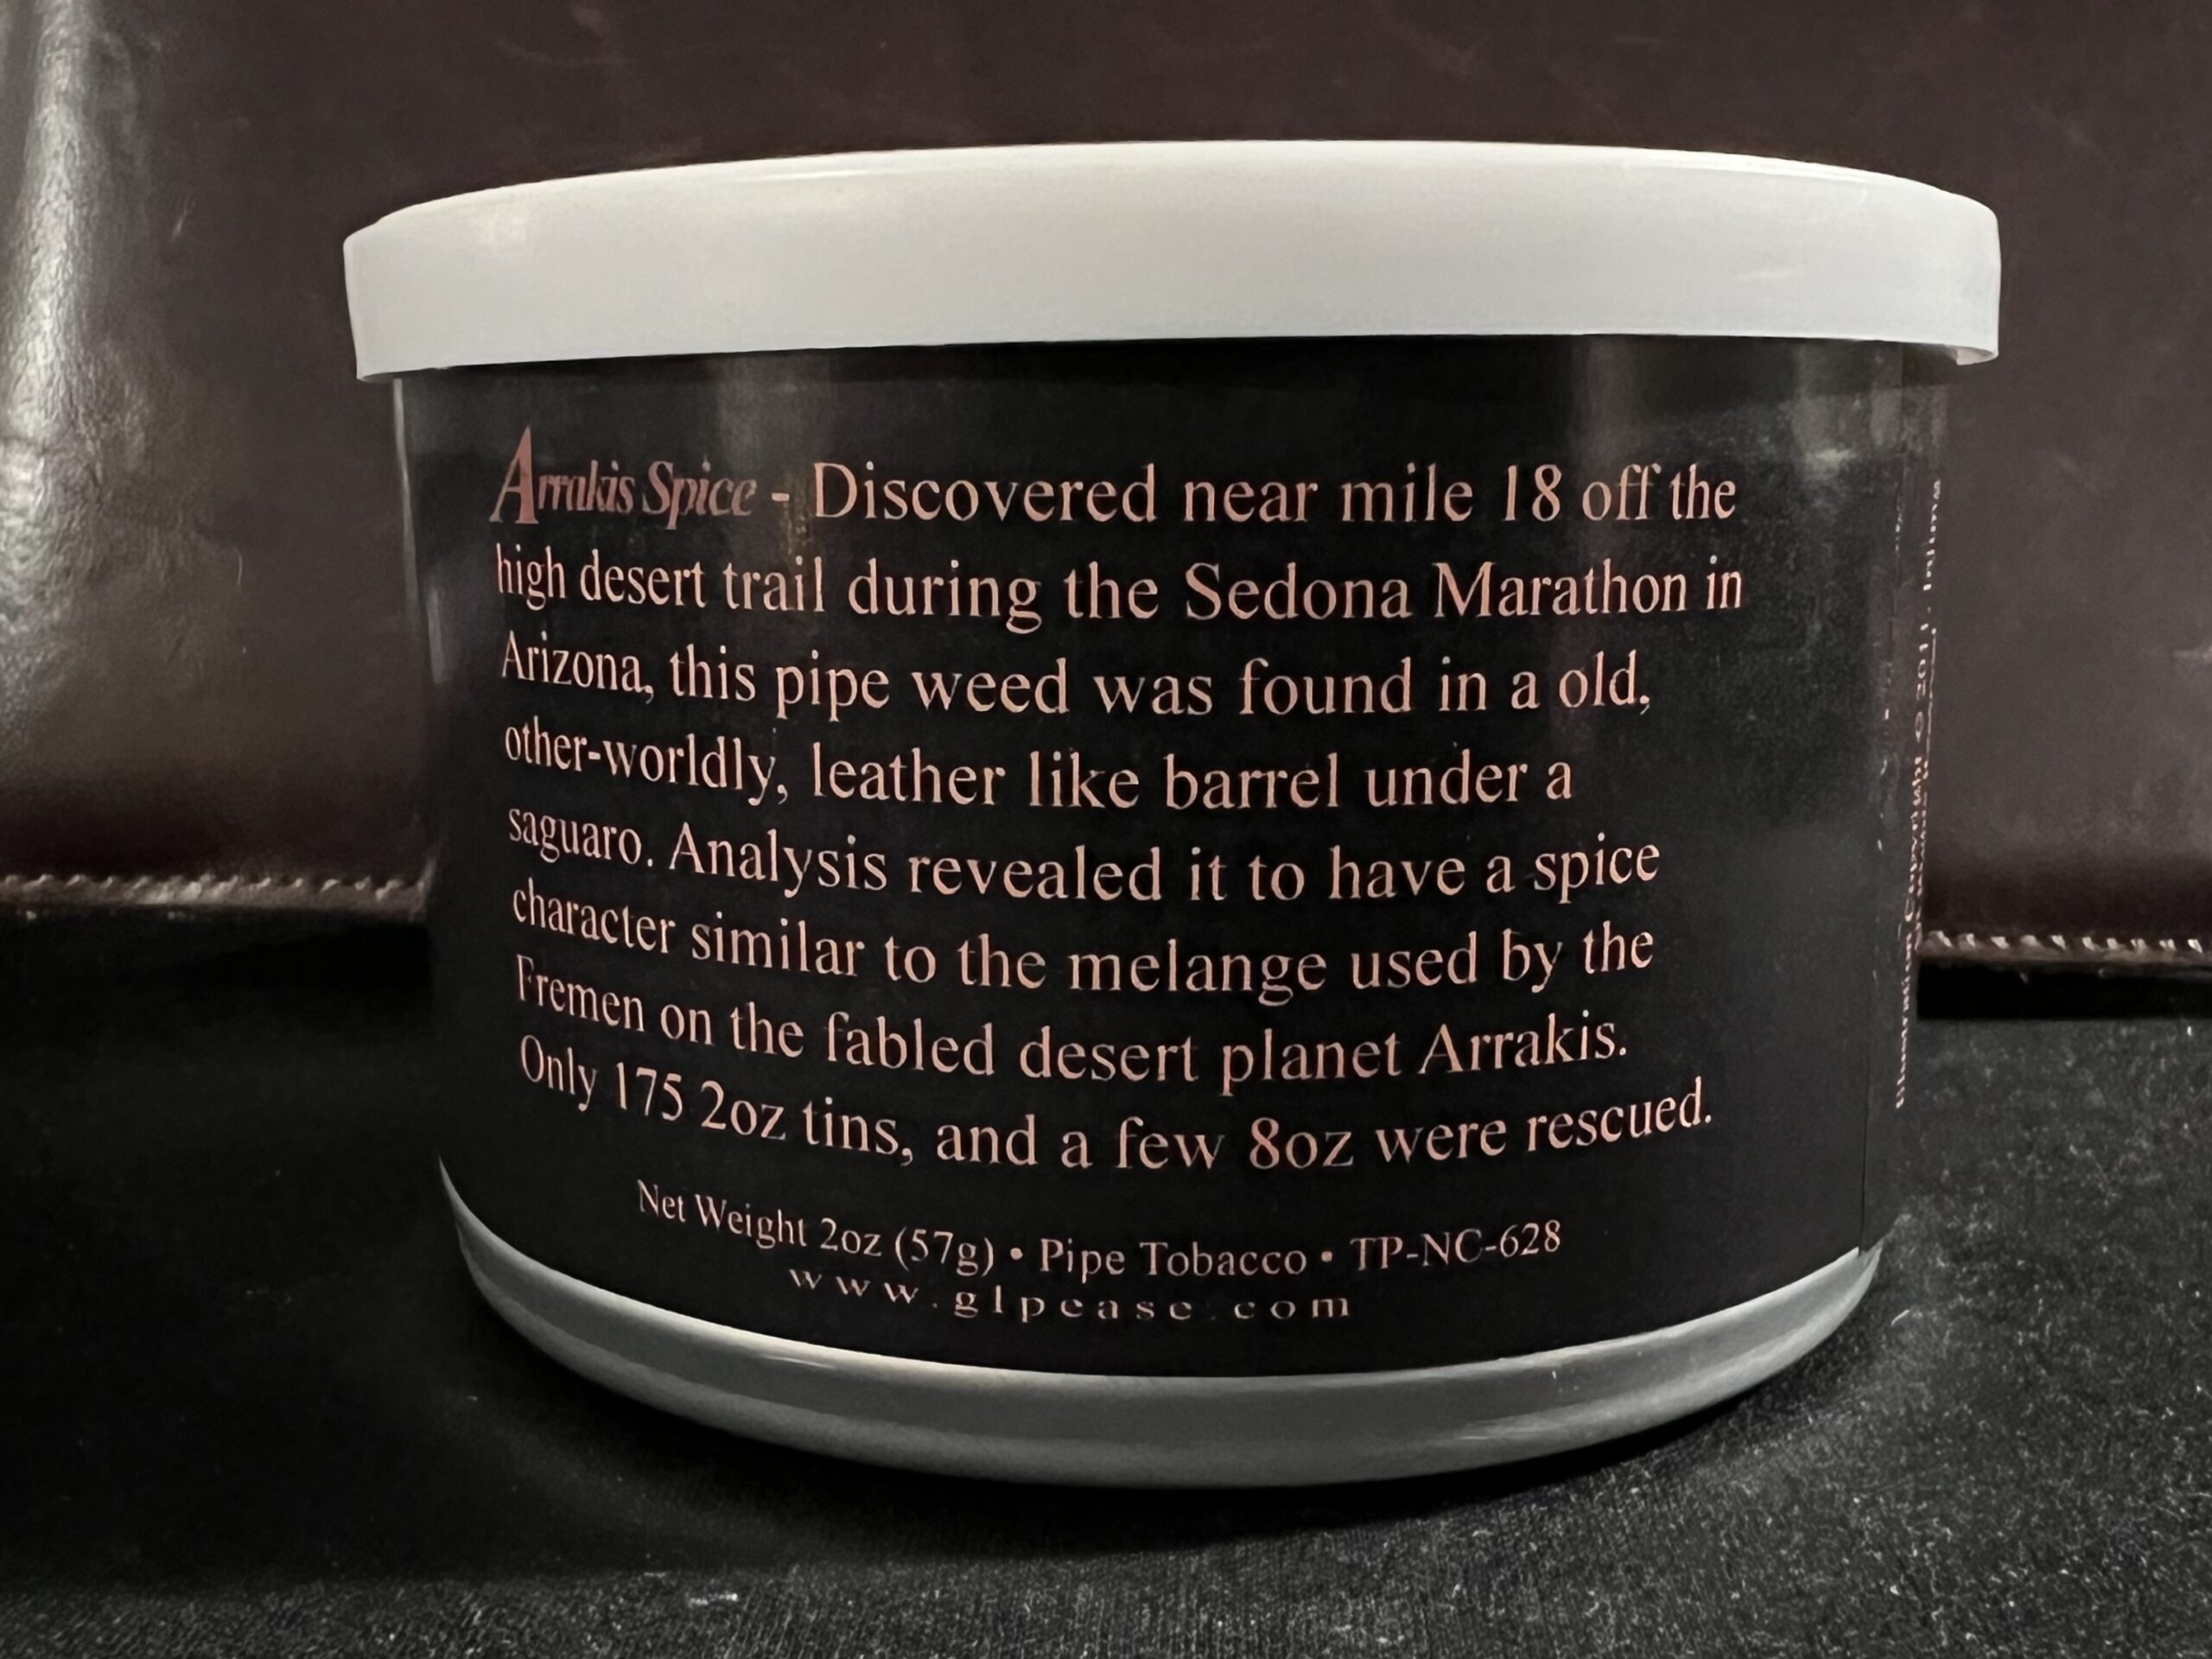 Arrakis Spice - Discovered near mile 18 off the
high desert trail during the Sedona Marathon in
Arizona, this pipe weed was found in a old,
other-worldly, leather like barrel under a
saguaro. Analysis revealed it to have a spice
character similar to the melange used by the
Fremen on the fabled desert planet Arrakis.
Only 175 2oz tins, and a few 8oz were rescued.
Net Weight 2oz (57g) • Pipe Tobacco • TP-NC-628
www.glpease.com
Copyright © 2011